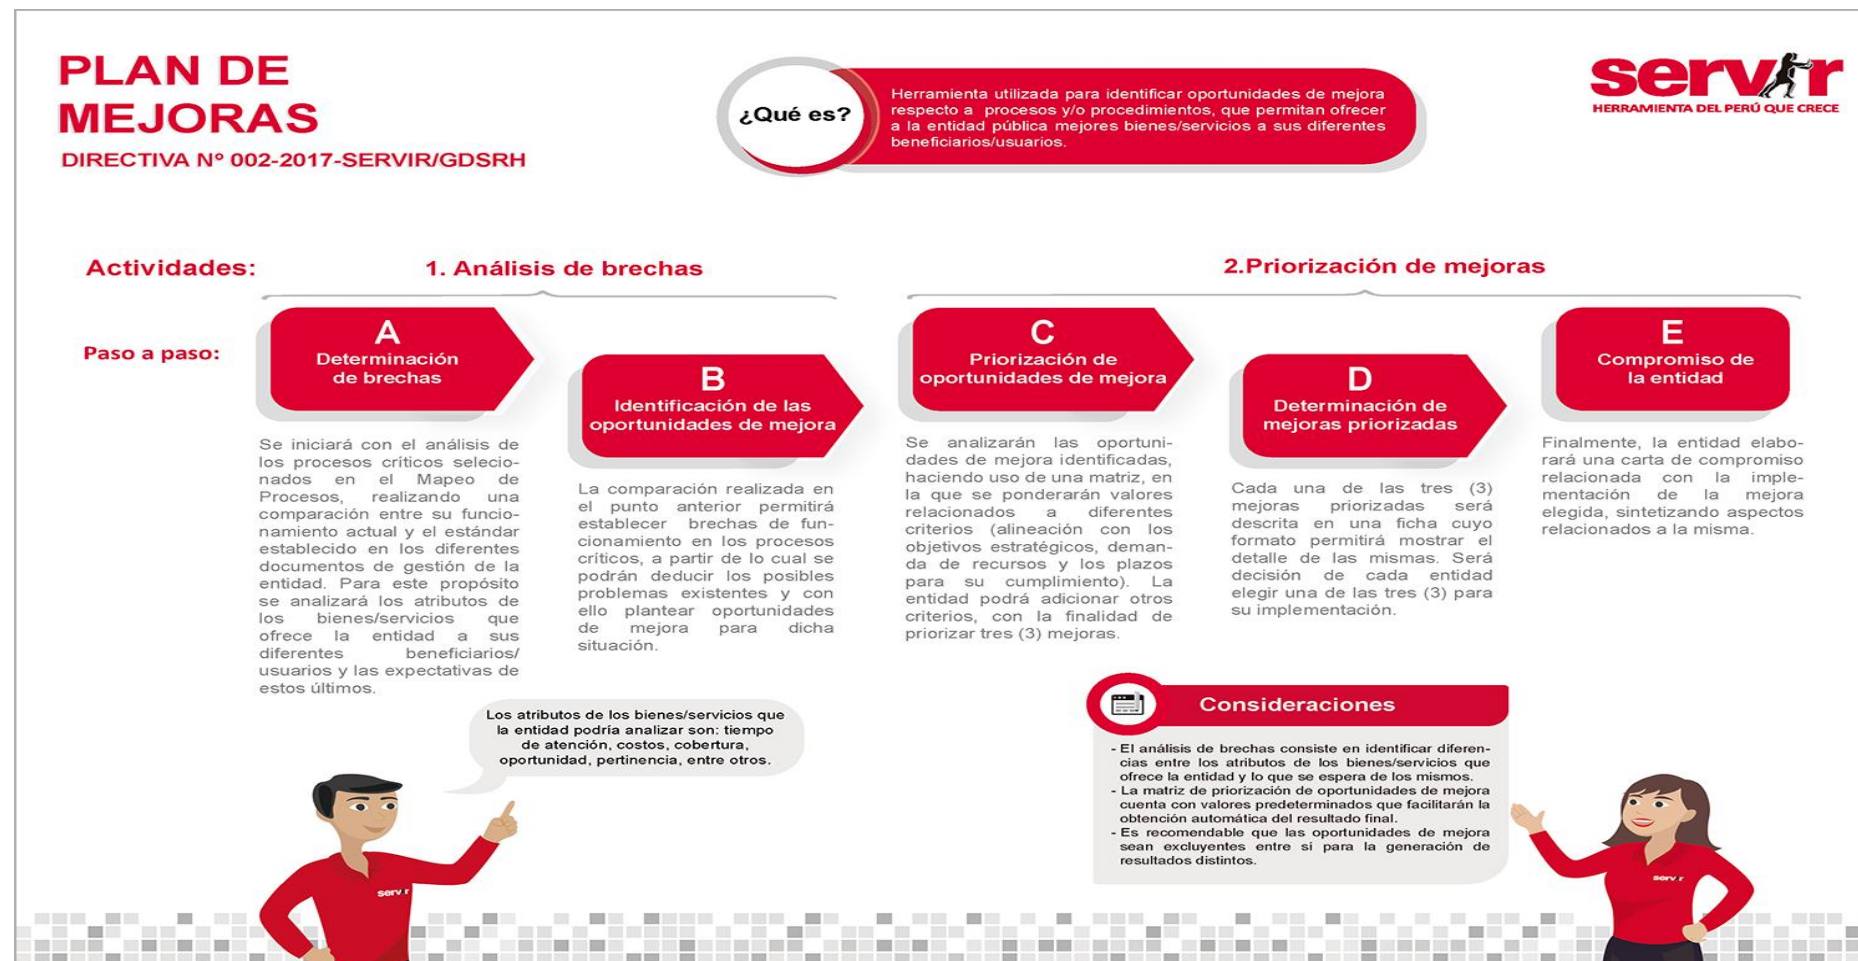 PLAN DE
MEJORAS
DIRECTIVA Nº 002-2017-SERVIR/GDSRH
¿Qué es?
Herramienta utilizada para identificar oportunidades de mejora
respecto a procesos y/o procedimientos, que permitan ofrecer
a la entidad pública mejores bienes/servicios a sus diferentes
beneficiarios/usuarios.
servir
HERRAMIENTA DEL PERÚ QUE CRECE
Actividades:
1. Análisis de brechas
2.Priorización de mejoras
Paso a paso:
A
Determinación
de brechas
Se iniciará con el análisis de
los procesos críticos selecio-
nados en el Mapeo de
Procesos, realizando una
comparación entre su funcio-
namiento actual y el estándar
establecido en los diferentes
documentos de gestión de la
entidad. Para este propósito
se analizará los atributos de
los bienes/servicios que
ofrece la entidad a sus
diferentes beneficiarios/
usuarios y las expectativas de
estos últimos.
B
Identificación de las
oportunidades de mejora
La comparación realizada en
el punto anterior permitirá
establecer brechas de fun-
cionamiento en los procesos
críticos, a partir de lo cual se
podrán deducir los posibles
problemas existentes y con
ello plantear oportunidades
de mejora para dicha
situación.
C
Priorización de
oportunidades de mejora
Se analizarán las oportuni-
dades de mejora identificadas,
haciendo uso de una matriz, en
la que se ponderarán valores
relacionados a diferentes
criterios (alineación con los
objetivos estratégicos, deman-
da de recursos y los plazos
para su cumplimiento). La
entidad podrá adicionar otros
criterios, con la finalidad de
priorizar tres (3) mejoras.
D
Determinación de
mejoras priorizadas
Cada una de las tres (3)
mejoras priorizadas será
descrita en una ficha cuyo
formato permitirá mostrar el
detalle de las mismas. Será
decisión de cada entidad
elegir una de las tres (3) para
su implementación.
E
Compromiso de
la entidad
Finalmente, la entidad elabo-
rará una carta de compromiso
relacionada con la imple-
mentación de la mejora
elegida, sintetizando aspectos
relacionados a la misma.
Los atributos de los bienes/servicios que
la entidad podría analizar son: tiempo
de atención, costos, cobertura,
oportunidad, pertinencia, entre otros.
Consideraciones
- El análisis de brechas consiste en identificar diferen-
cias entre los atributos de los bienes/servicios que
ofrece la entidad y lo que se espera de los mismos.
- La matriz de priorización de oportunidades de mejora
cuenta con valores predeterminados que facilitarán la
obtención automática del resultado final.
- Es recomendable que las oportunidades de mejora
sean excluyentes entre sí para la generación de
resultados distintos.
servir
servir